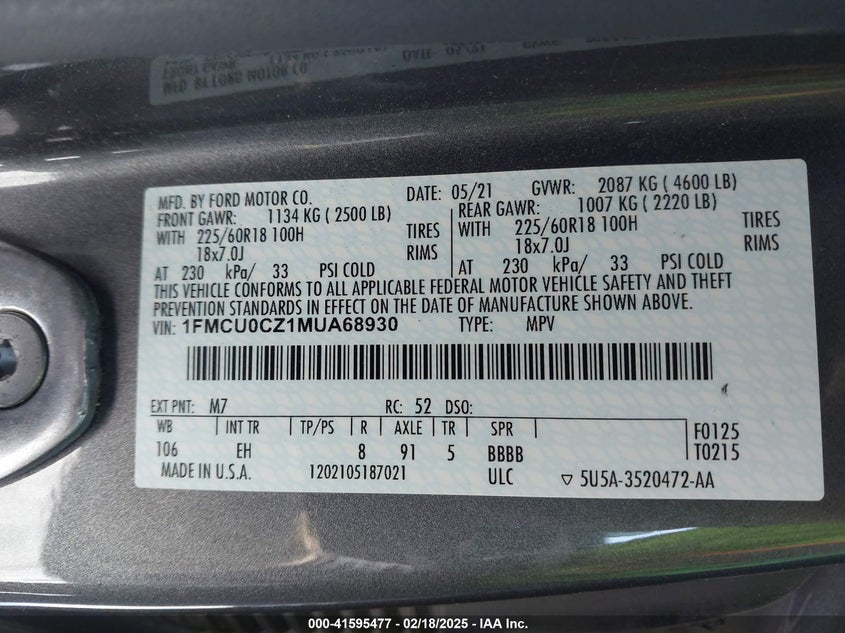 MFD. BY FORD MOTOR CO. DATE: 05/21 GVWR: 2087 KG ( 4600 LB)
FRONT GAWR: 1134 KG ( 2500 LB) REAR GAWR: 1007 KG ( 2220 LB)
WITH 225/60R18 100H TIRES WITH 225/60R18 100H TIRES
18x7.0J RIMS 18x7.0J RIMS
AT 230 kPa/ 33 PSI COLD AT 230 kPa/ 33 PSI COLD
THIS VEHICLE CONFORMS TO ALL APPLICABLE FEDERAL MOTOR VEHICLE SAFETY AND THEFT
PREVENTION STANDARDS IN EFFECT ON THE DATE OF MANUFACTURE SHOWN ABOVE.
VIN: 1FMCU0CZ1MUA68930 TYPE: MPV
EXT PNT: M7 RC: 52 DSO:
WB INT TR TP/PS R AXLE TR SPR F0125
106 EH 8 91 5 BBBB T0215
MADE IN U.S.A. 1202105187021 ULC ▽ 5U5A-3520472-AA
000-41595477 - 02/18/2025 - IAA Inc.